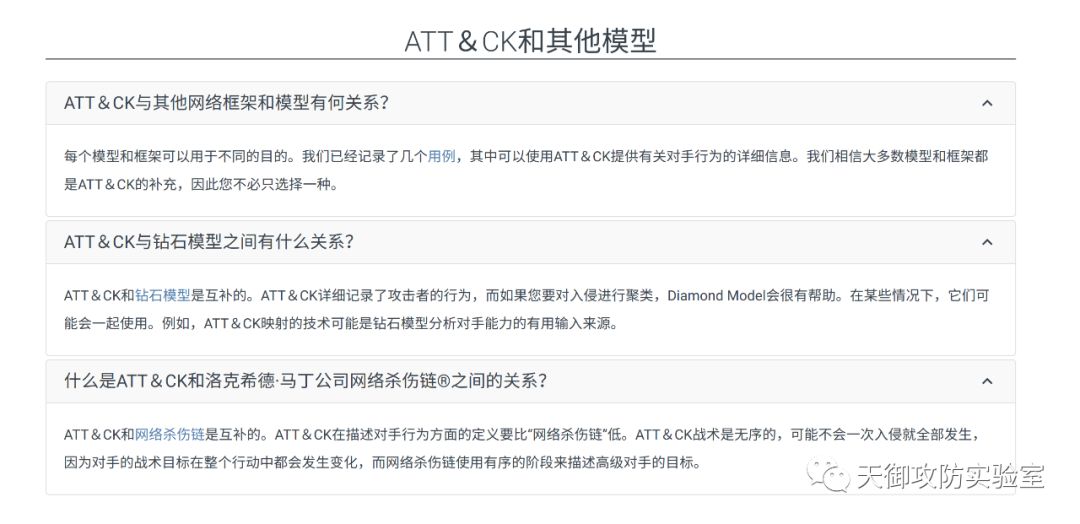 ATT＆CK和其他模型
ATT＆CK与其他网络框架和模型有何关系？
每个模型和框架可以用于不同的目的。我们已经记录了几个用例，其中可以使用ATT＆CK提供有关对手行为的详细信息。我们相信大多数模型和框架都
是ATT＆CK的补充，因此您不必只选择一种。
ATT＆CK与钻石模型之间有什么关系？
ATT＆CK和钻石模型是互补的。ATT＆CK详细记录了攻击者的行为，而如果您要对入侵进行聚类，Diamond Model会很有帮助。在某些情况下，它们可
能会一起使用。例如，ATT＆CK映射的技术可能是钻石模型分析对手能力的有用输入来源。
什么是ATT＆CK和洛克希德·马丁公司网络杀伤链®之间的关系？
ATT＆CK和网络杀伤链是互补的。ATT＆CK在描述对手行为方面的定义要比“网络杀伤链”低。ATT＆CK战术是无序的，可能不会一次入侵就全部发生，
因为对手的战术目标在整个行动中都会发生变化，而网络杀伤链使用有序的阶段来描述高级对手的目标。
天御攻防实验室